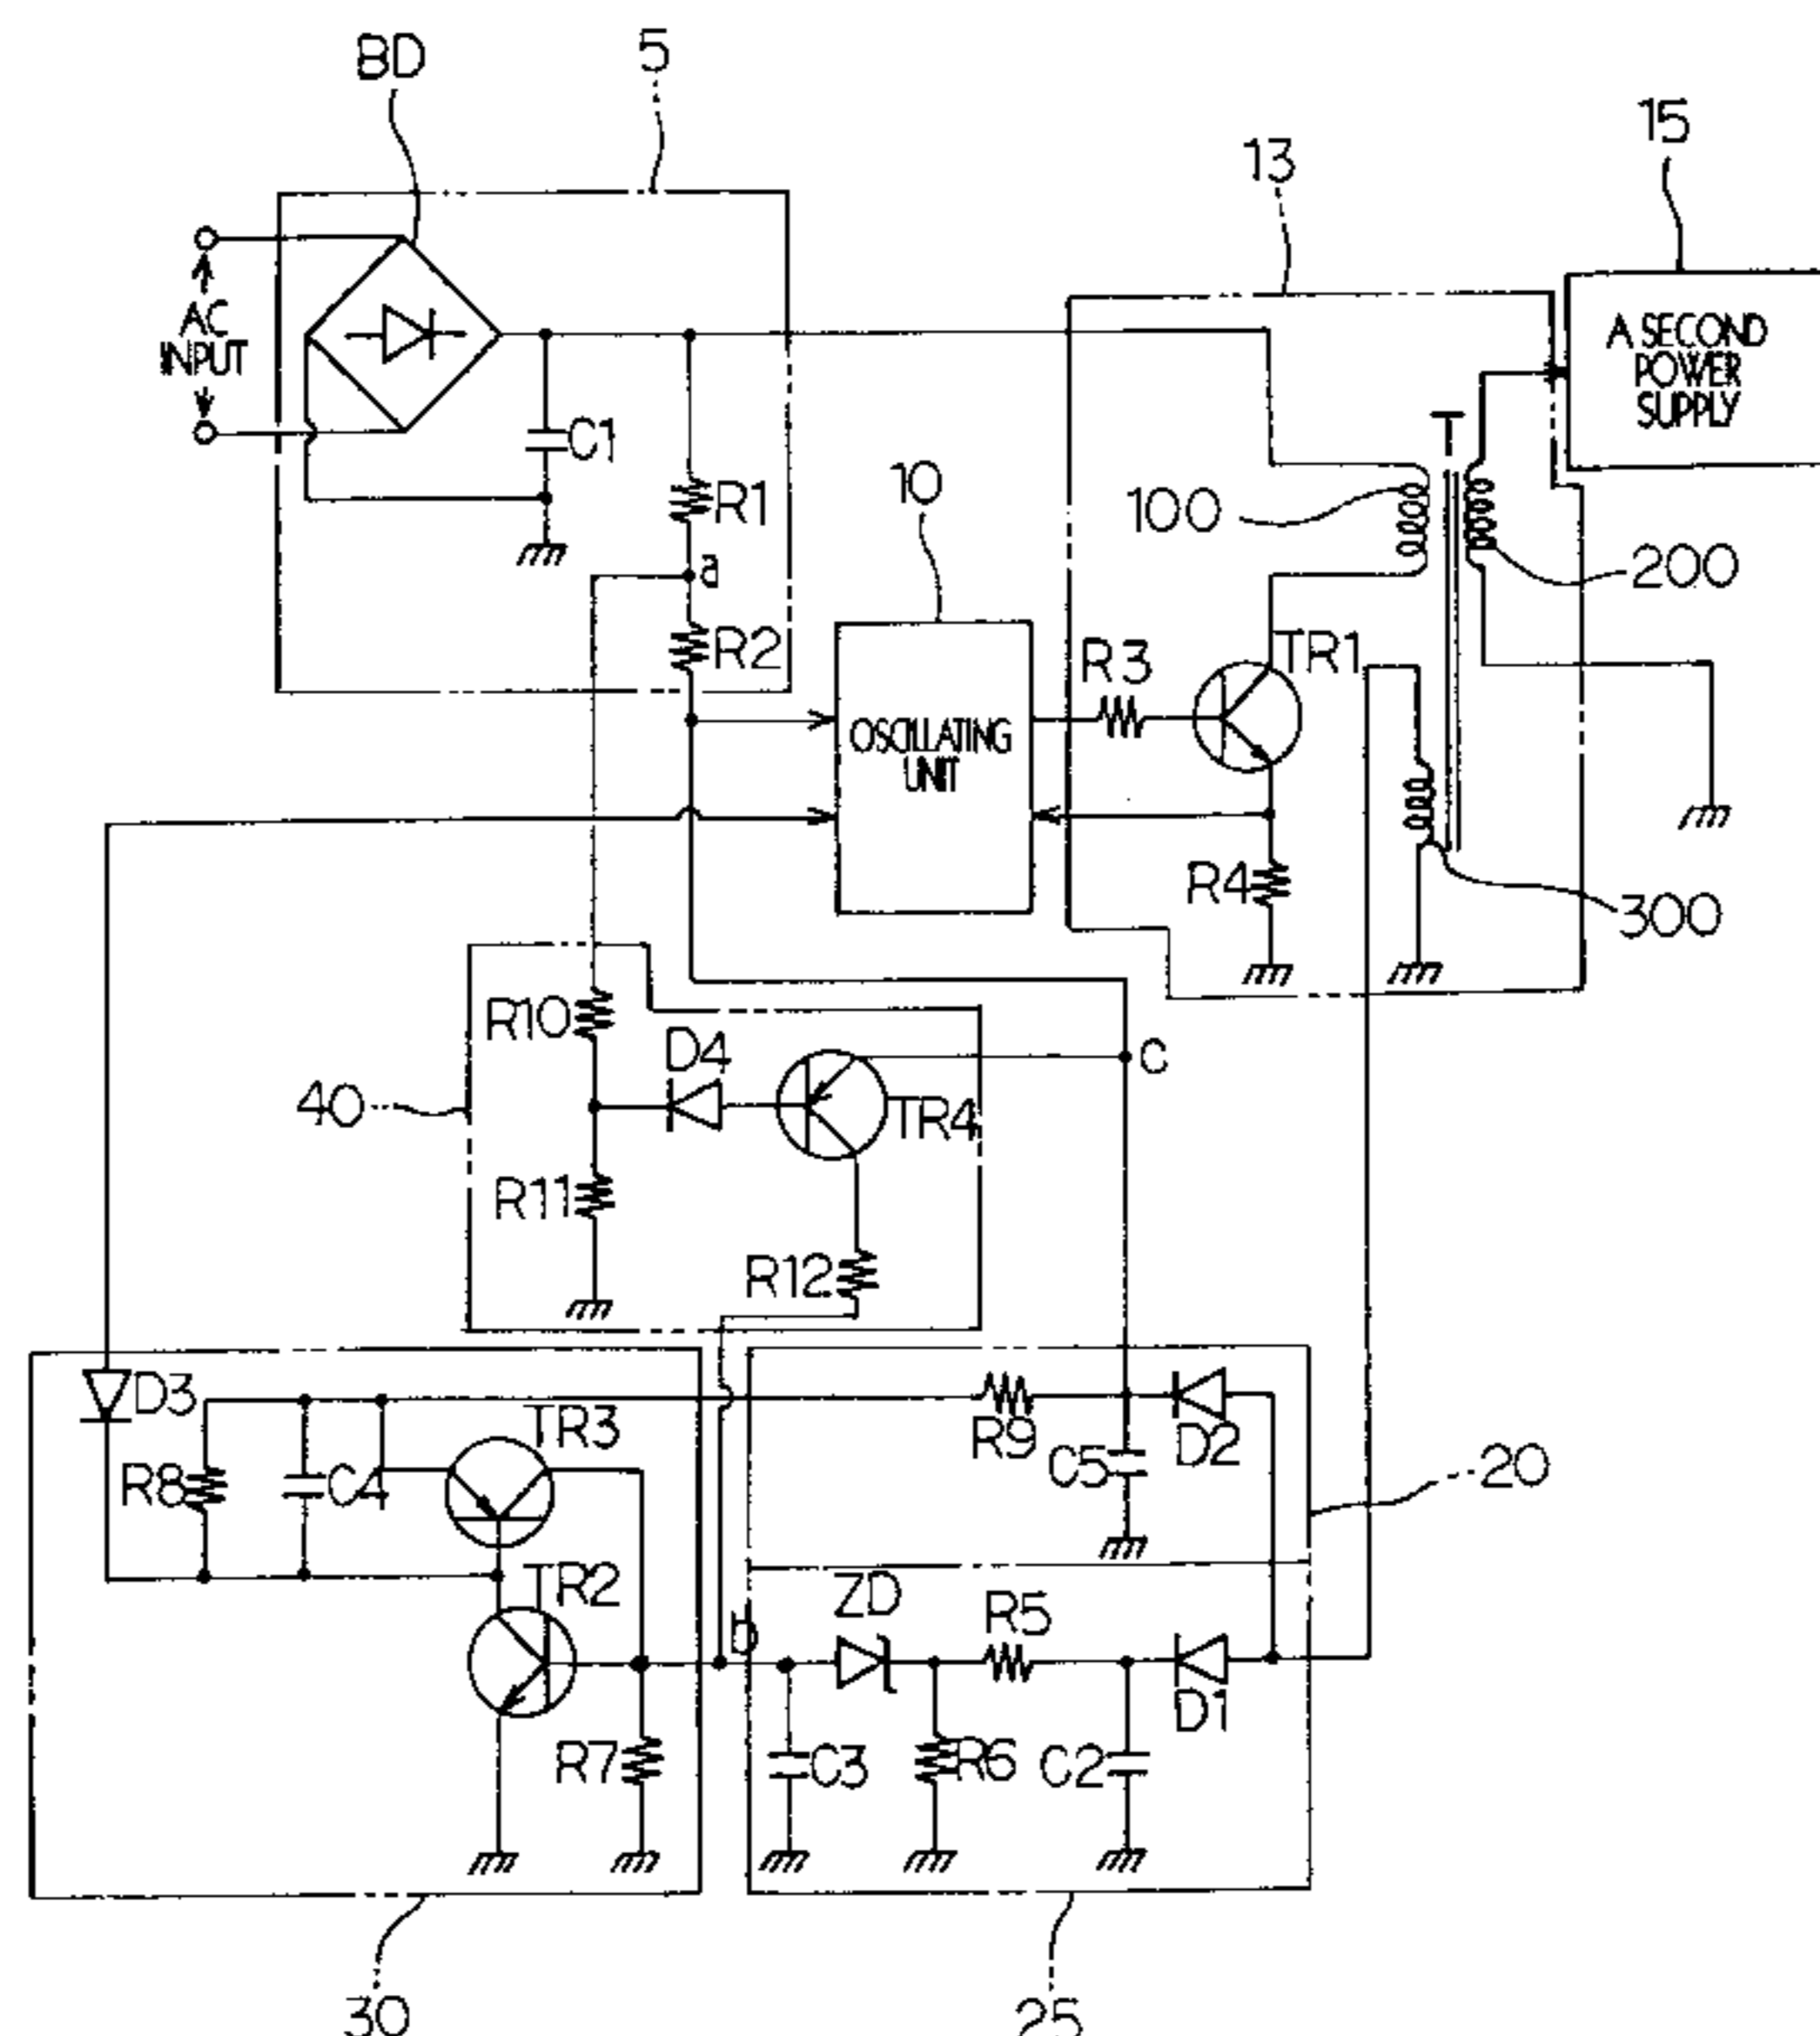 BD
5
13
15
AC
INPUT
A SECOND
POWER
SUPPLY
C1
R1
a
R2
10
T
100
200
R3
TR1
OSCILLATING
UNIT
R4
300
R10
D4
C
40
TR4
R11
R12
D3
TR3
R9
D2
R8
C4
C5
20
TR2
ZD
R5
b
D1
R7
C3
R6
C2
30
25